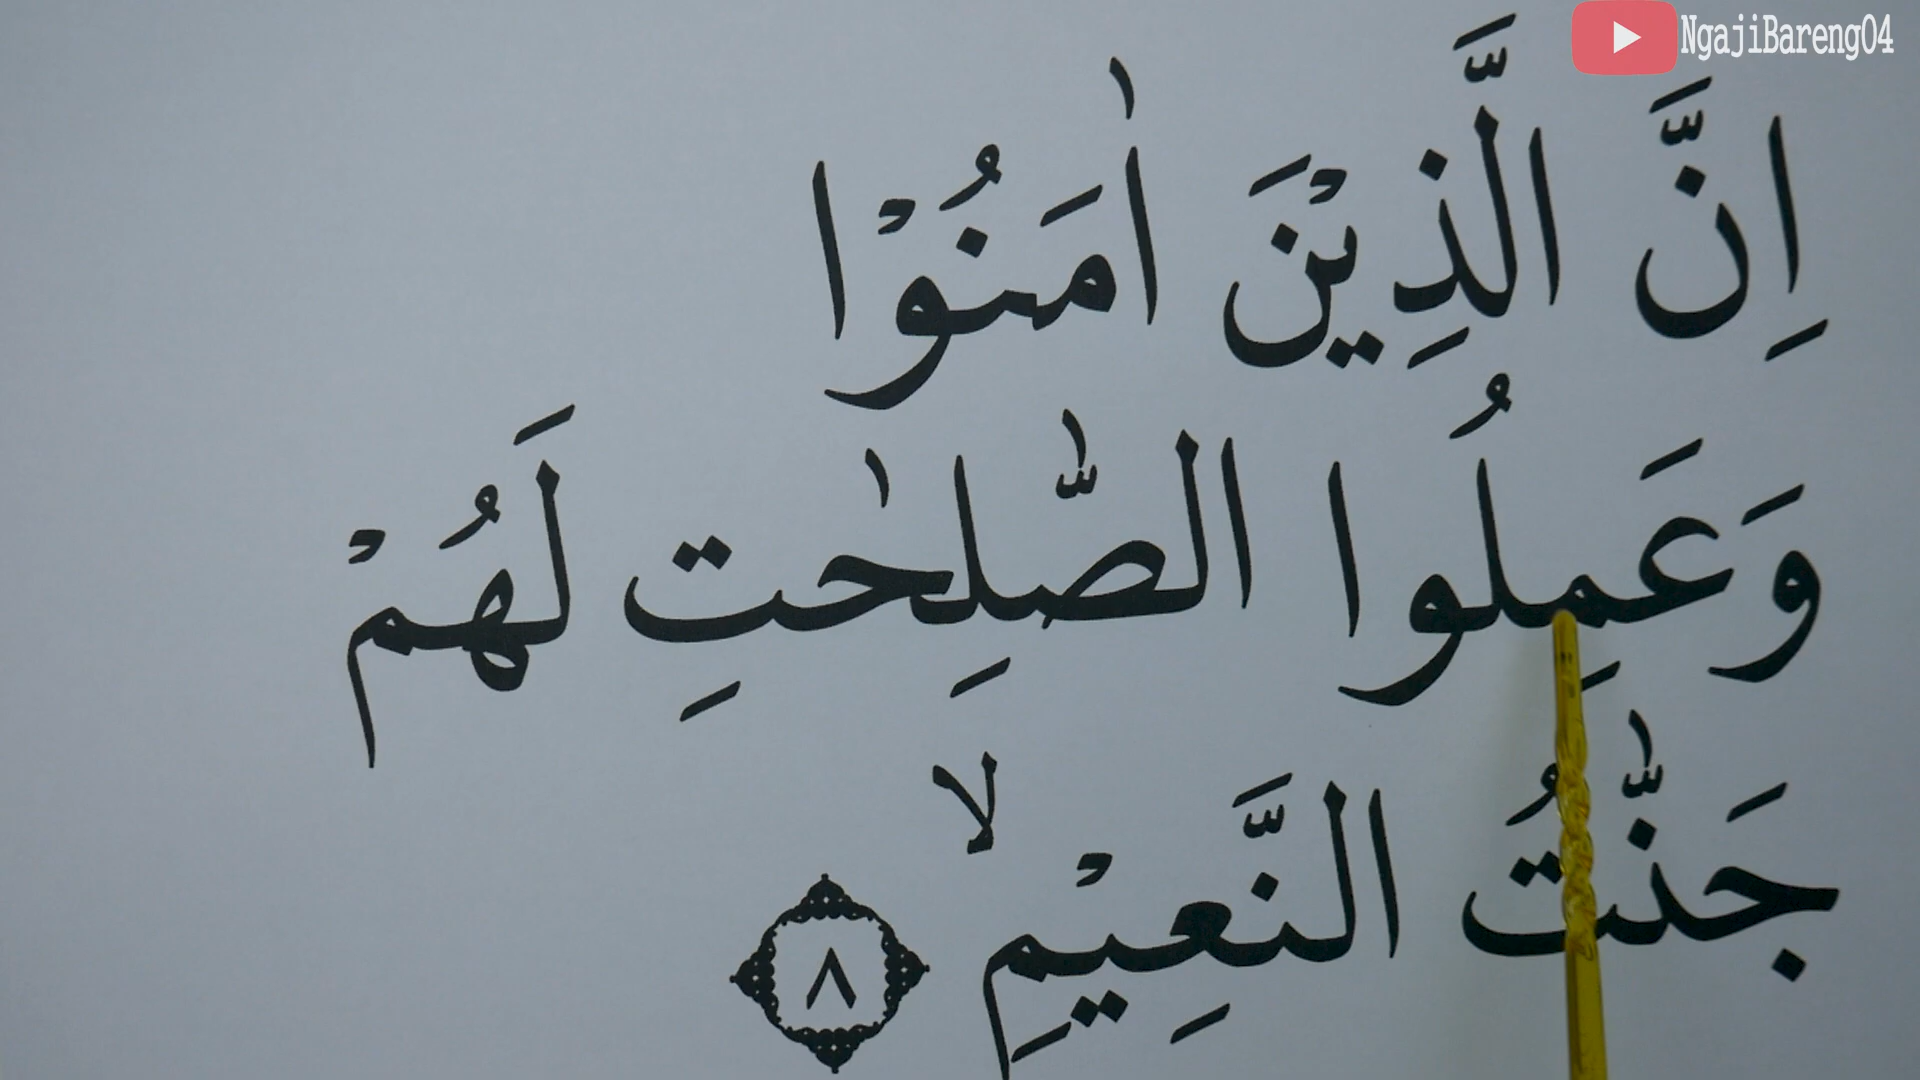 NgajiBareng04
اِنَّ الَّذِيْنَ اٰمَنُوْا
وَعَمِلُوا الصّٰلِحٰتِ لَهُمْ
جَنّٰتُ النَّعِيْمِۙ ٨